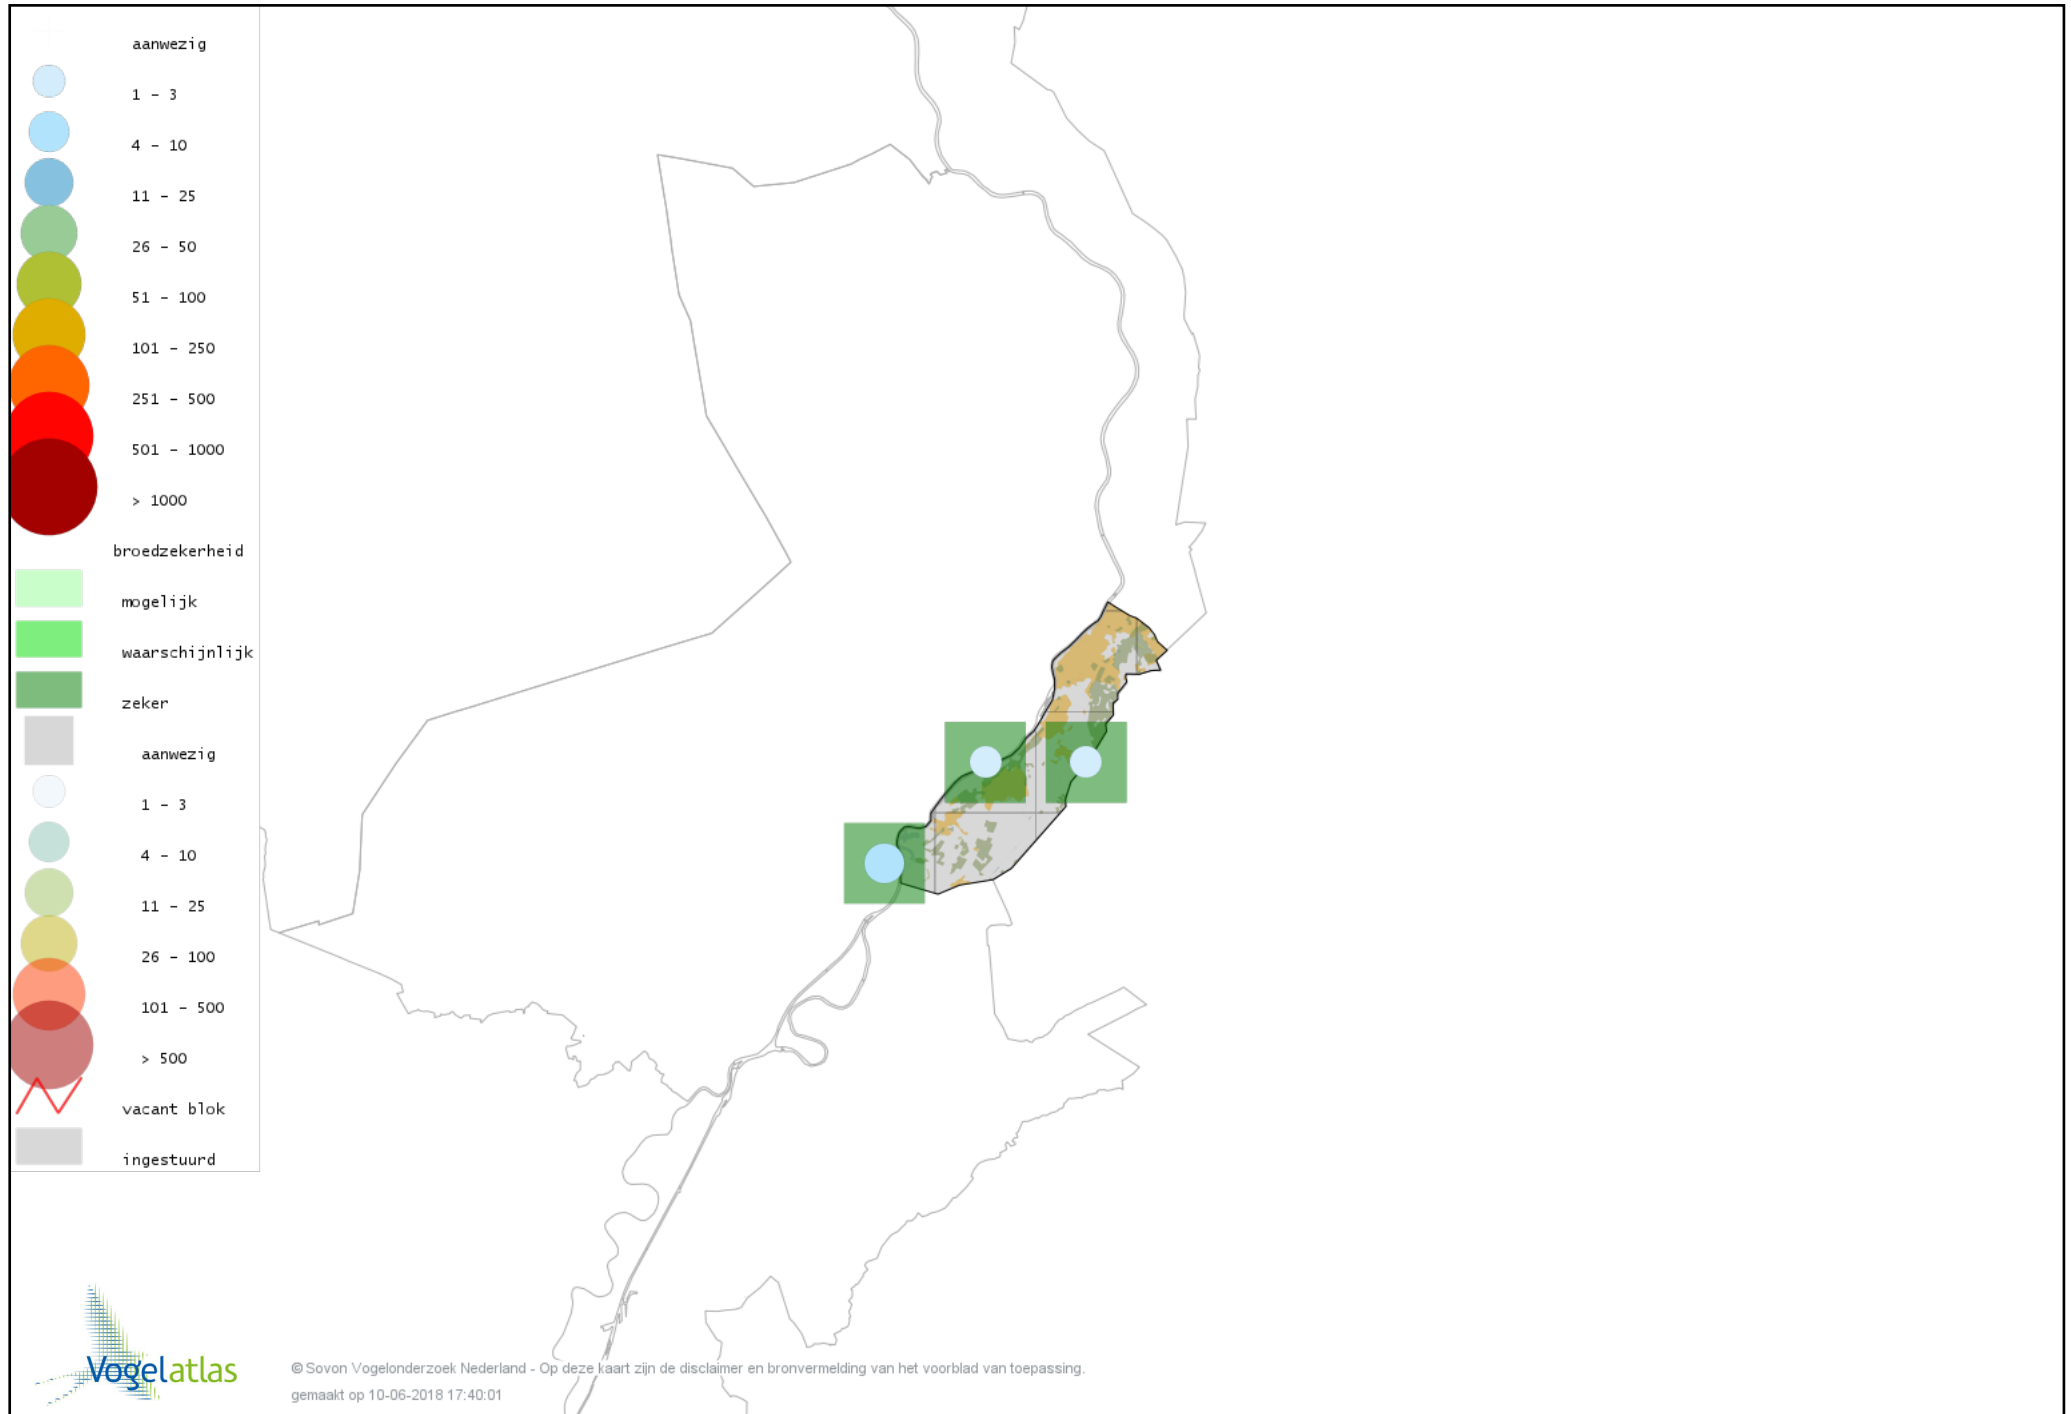 aanwezig
1 - 3
4 - 10
11 - 25
26 - 50
51 - 100
101 - 250
251 - 500
501 - 1000
> 1000
broedzekerheid
mogelijk
waarschijnlijk
zeker
aanwezig
1 - 3
4 - 10
11 - 25
26 - 100
101 - 500
> 500
vacant blok
ingestuurd
Vogelatlas
© Sovon Vogelonderzoek Nederland - Op deze kaart zijn de disclaimer en bronvermelding van het voorblad van toepassing.
gemaakt op 10-06-2018 17:40:01